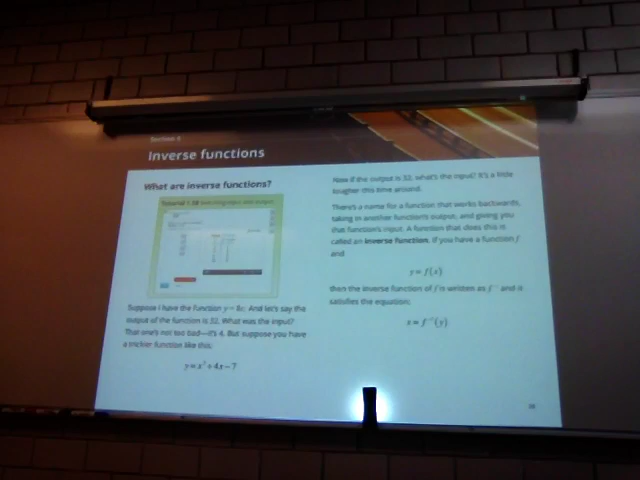 Section 5
Inverse functions
What are inverse functions?
Suppose I have the function y = 8x. And let's say the
output of the function is 32. What was the input?
That one's not too bad—it's 4. But suppose you have
a trickier function like this:
y = x² + 4x − 7
Now if the output is 32, what's the input? It's a little
tougher this time around.
There's a name for a function that works backwards,
taking in another function's output, and giving you
that function's input. A function that does this is
called an inverse function. If you have a function f
and
y = f(x)
then the inverse function of f is written as f⁻¹ and it
satisfies the equation:
x = f⁻¹(y)